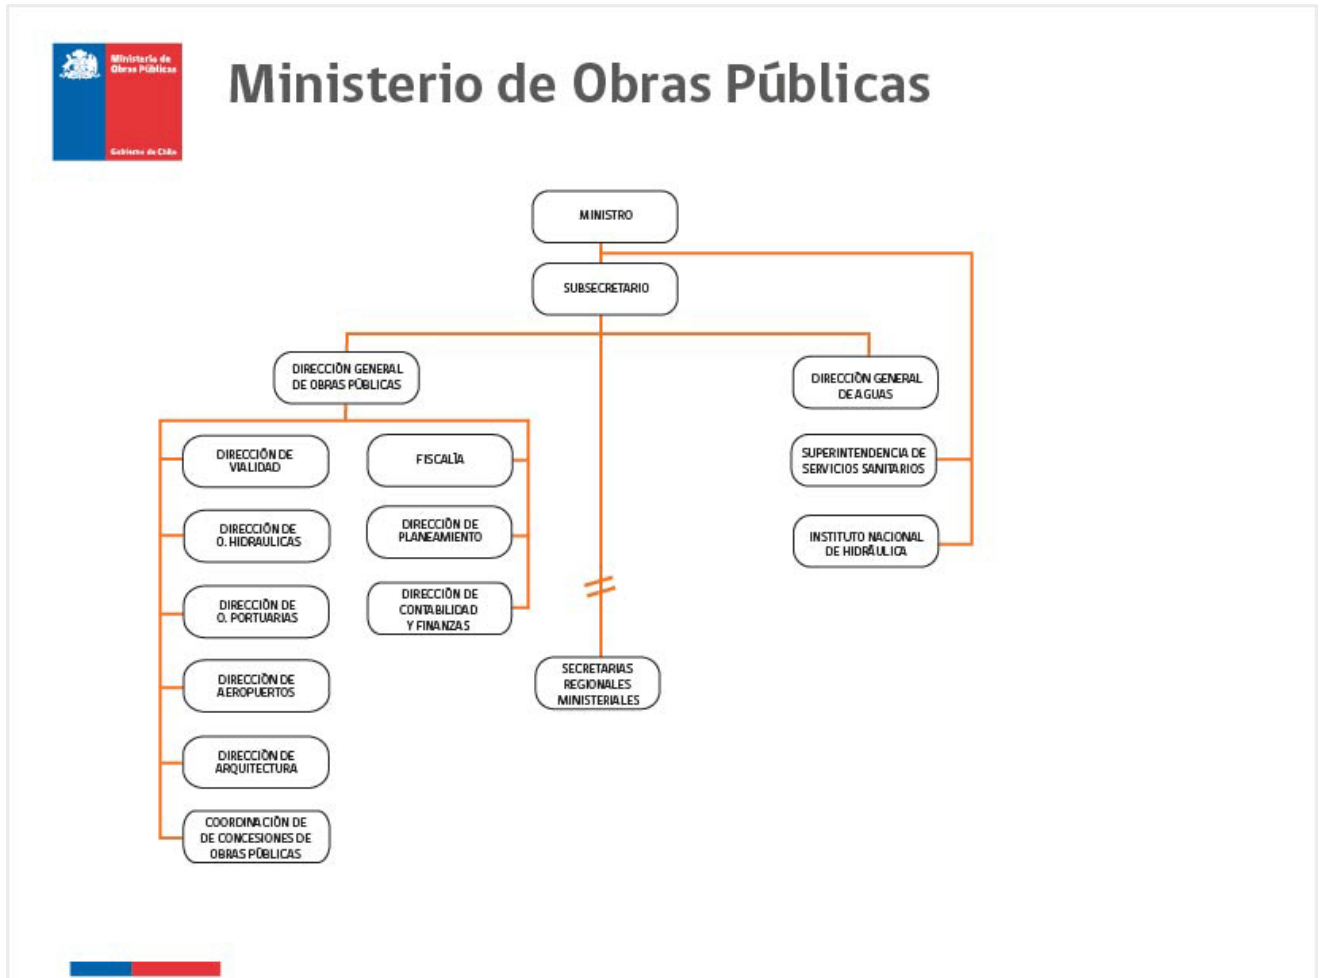 Ministerio de
Obras Públicas
Gobierno de Chile
Ministerio de Obras Públicas
MINISTRO
SUBSECRETARIO
DIRECCIÓN GENERAL
DE OBRAS PÚBLICAS
DIRECCIÓN GENERAL
DE AGUAS
DIRECCIÓN DE
VIALIDAD
FISCALÍA
SUPERINTENDENCIA DE
SERVICIOS SANITARIOS
DIRECCIÓN DE
O. HIDRAULICAS
DIRECCIÓN DE
PLANEAMIENTO
INSTITUTO NACIONAL
DE HIDRÁULICA
DIRECCIÓN DE
O. PORTUARIAS
DIRECCIÓN DE
CONTABILIDAD
Y FINANZAS
SECRETARIAS
REGIONALES
MINISTERIALES
DIRECCIÓN DE
AEROPUERTOS
DIRECCIÓN DE
ARQUITECTURA
COORDINACIÓN DE
DE CONCESIONES DE
OBRAS PÚBLICAS